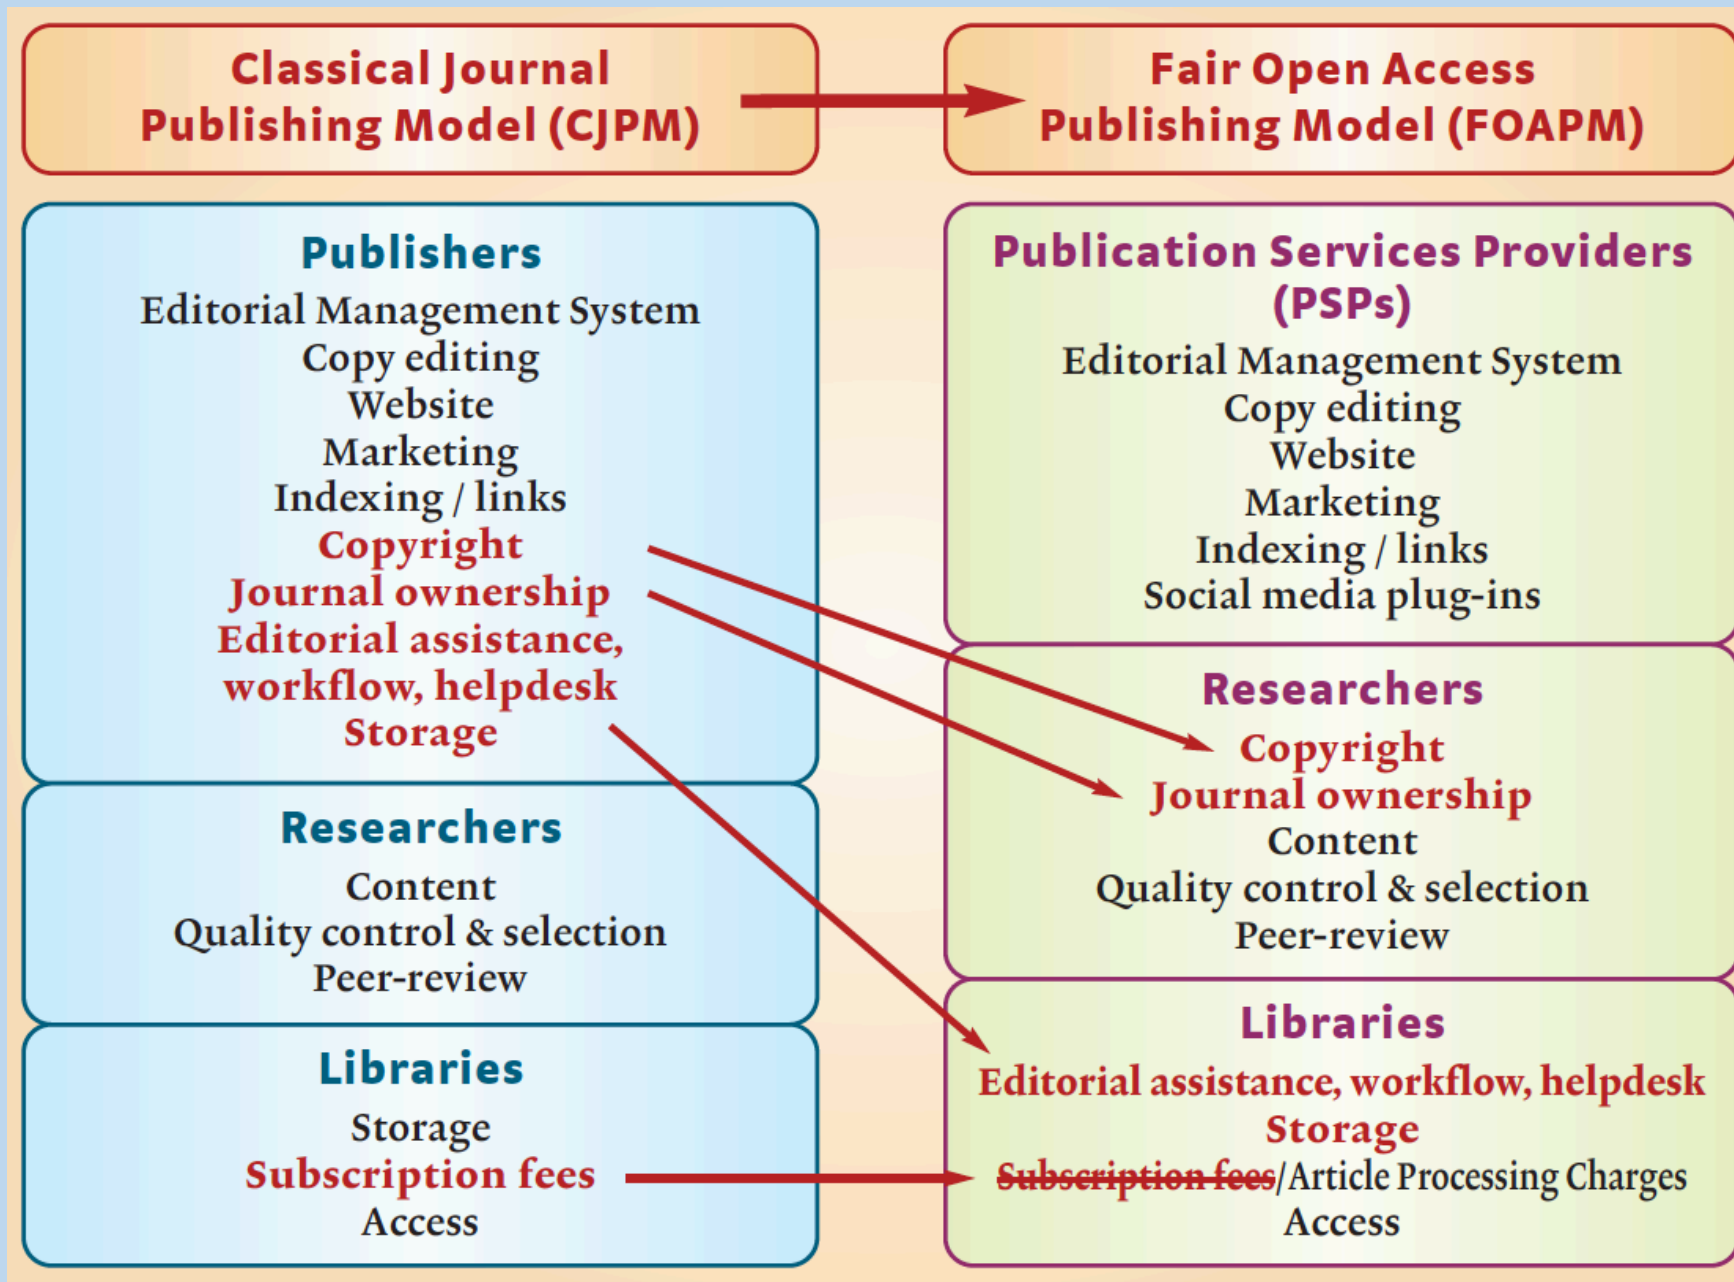 Classical Journal
Publishing Model (CJPM)
Fair Open Access
Publishing Model (FOAPM)
Publishers
Editorial Management System
Copy editing
Website
Marketing
Indexing / links
Copyright
Journal ownership
Editorial assistance,
workflow, helpdesk
Storage
Researchers
Content
Quality control & selection
Peer-review
Libraries
Storage
Subscription fees
Access
Publication Services Providers
(PSPs)
Editorial Management System
Copy editing
Website
Marketing
Indexing / links
Social media plug-ins
Researchers
Copyright
Journal ownership
Content
Quality control & selection
Peer-review
Libraries
Editorial assistance, workflow, helpdesk
Storage
Subscription fees/Article Processing Charges
Access